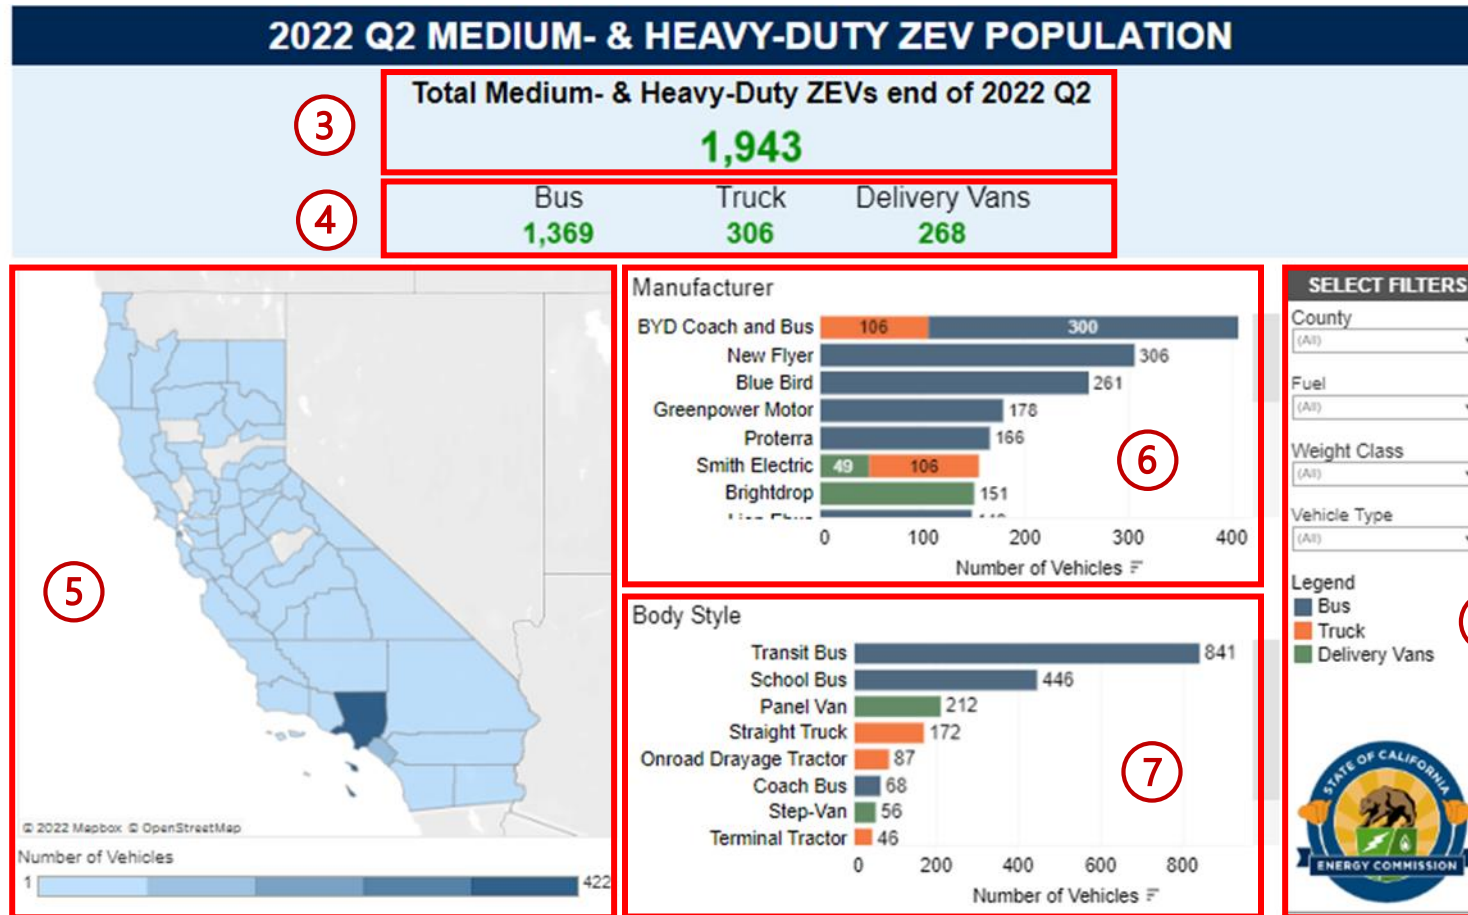 2022 Q2 MEDIUM- & HEAVY-DUTY ZEV POPULATION
3
Total Medium- & Heavy-Duty ZEVs end of 2022 Q2
1,943
4
Bus Truck Delivery Vans
1,369 306 268
5
© 2022 Mapbox © OpenStreetMap
Number of Vehicles
1 422
Manufacturer
BYD Coach and Bus 106 300
New Flyer 306
Blue Bird 261
Greenpower Motor 178
Proterra 166
Smith Electric 49 106
Brightdrop 151
0 100 200 300 400
Number of Vehicles
6
Body Style
Transit Bus 841
School Bus 446
Panel Van 212
Straight Truck 172
Onroad Drayage Tractor 87
Coach Bus 68
Step-Van 56
Terminal Tractor 46
0 200 400 600 800
Number of Vehicles
7
SELECT FILTERS
County
(All)
Fuel
(All)
Weight Class
(All)
Vehicle Type
(All)
Legend
Bus
Truck
Delivery Vans
STATE OF CALIFORNIA
ENERGY COMMISSION